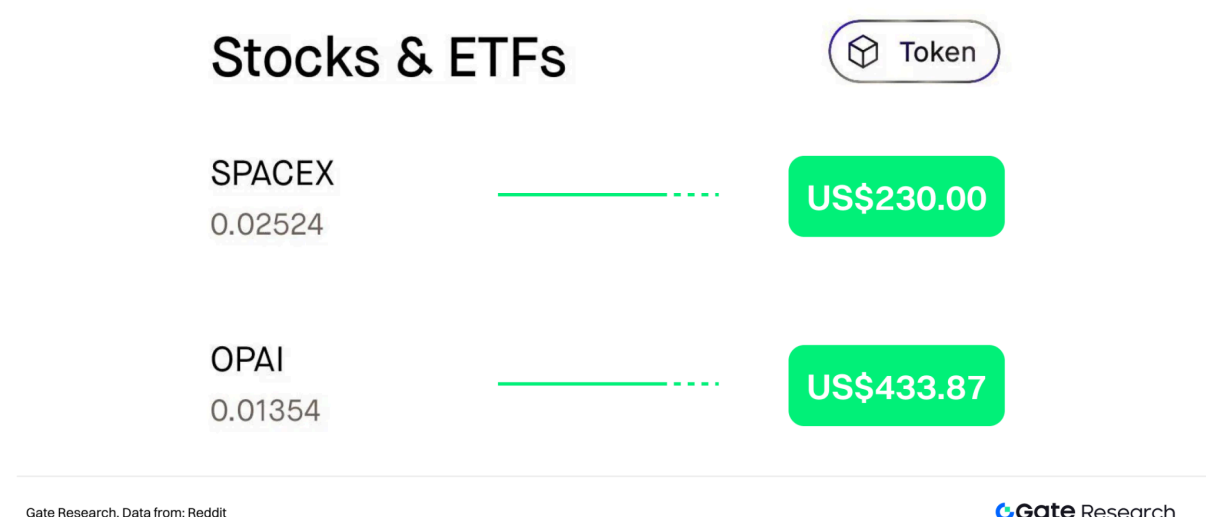 Stocks & ETFs
Token
SPACEX
0.02524
US$230.00
OPAI
0.01354
US$433.87
Gate Research, Data from: Reddit
Gate Research